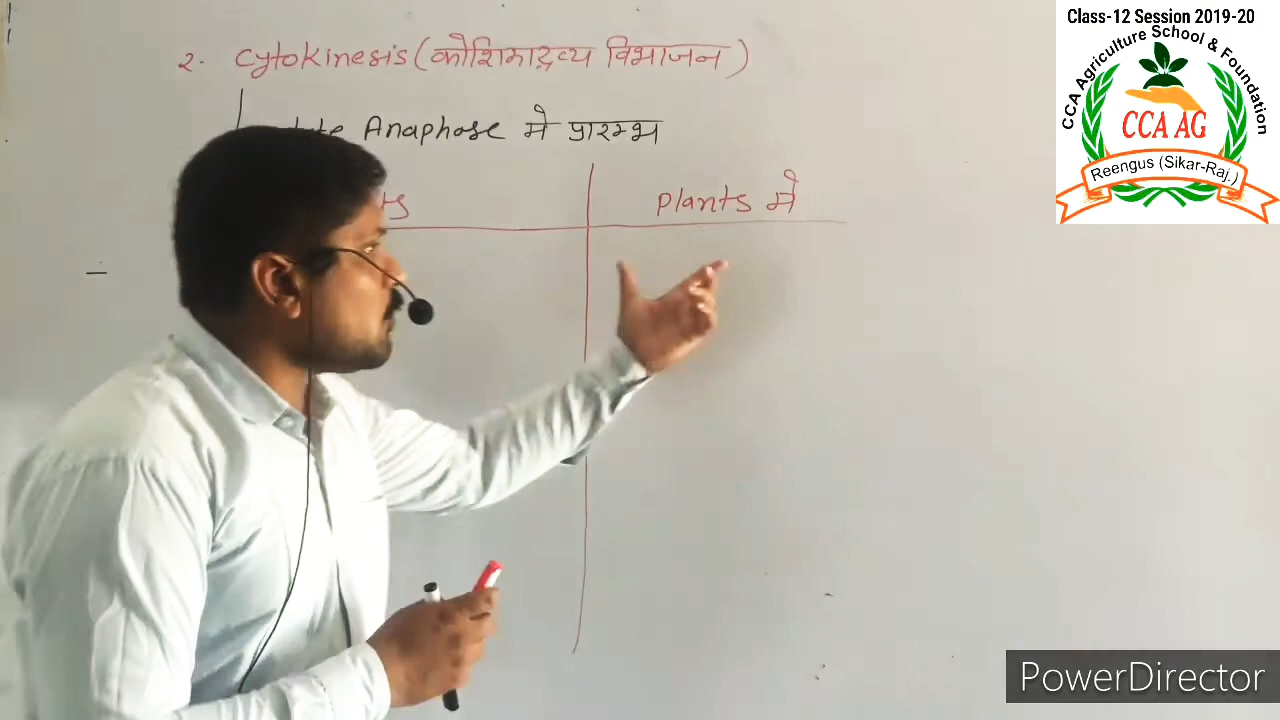 Class-12 Session 2019-20
CCA Agriculture School & Foundation
CCA AG
Reengus (Sikar-Raj.)
2. Cytokinesis (कोशिकाद्रव्य विभाजन)
Anaphase मे प्रारम्भ
Plants मे
PowerDirector